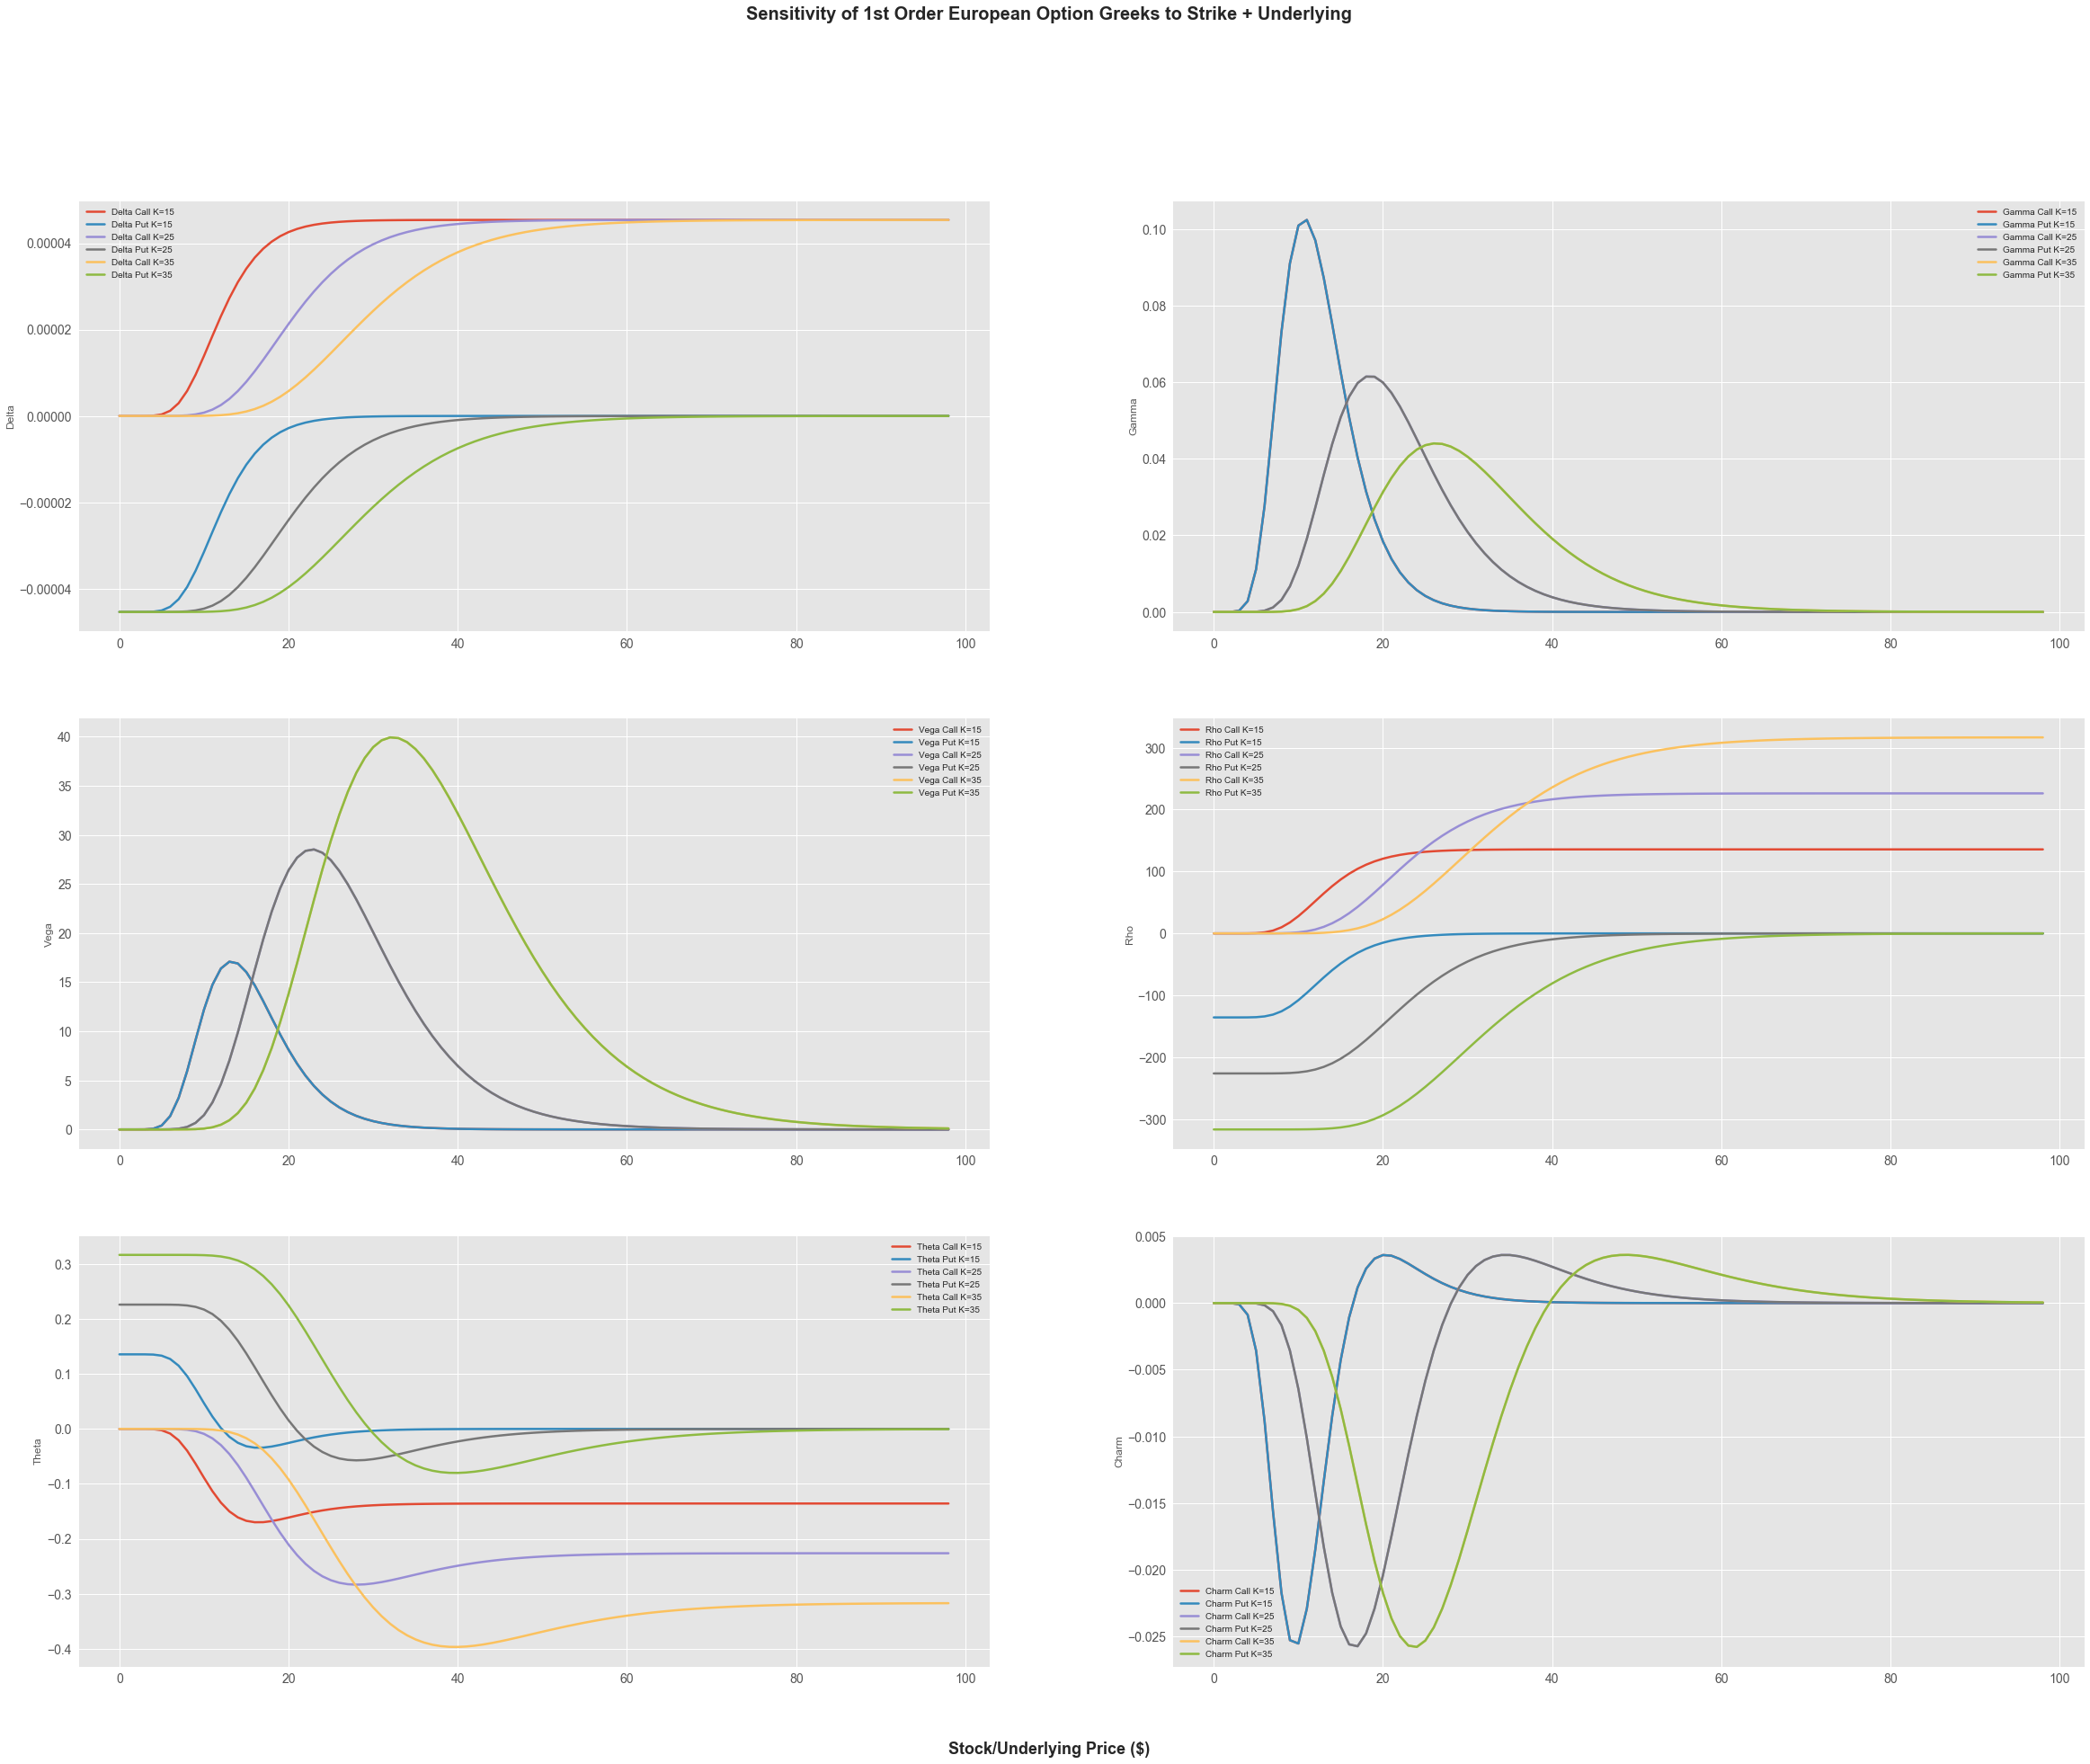 Sensitivity of 1st Order European Option Greeks to Strike + Underlying
Delta Call K=15
Delta Put K=15
Delta Call K=25
Delta Put K=25
Delta Call K=35
Delta Put K=35
0.00004
0.00002
0.00000
−0.00002
−0.00004
Delta
0 20 40 60 80 100
Gamma Call K=15
Gamma Put K=15
Gamma Call K=25
Gamma Put K=25
Gamma Call K=35
Gamma Put K=35
0.10
0.08
0.06
0.04
0.02
0.00
Gamma
0 20 40 60 80 100
Vega Call K=15
Vega Put K=15
Vega Call K=25
Vega Put K=25
Vega Call K=35
Vega Put K=35
40
35
30
25
20
15
10
5
0
Vega
0 20 40 60 80 100
Rho Call K=15
Rho Put K=15
Rho Call K=25
Rho Put K=25
Rho Call K=35
Rho Put K=35
300
200
100
0
−100
−200
−300
Rho
0 20 40 60 80 100
Theta Call K=15
Theta Put K=15
Theta Call K=25
Theta Put K=25
Theta Call K=35
Theta Put K=35
0.3
0.2
0.1
0.0
−0.1
−0.2
−0.3
−0.4
Theta
0 20 40 60 80 100
0.005
0.000
−0.005
−0.010
−0.015
−0.020
−0.025
Charm
Charm Call K=15
Charm Put K=15
Charm Call K=25
Charm Put K=25
Charm Call K=35
Charm Put K=35
0 20 40 60 80 100
Stock/Underlying Price ($)